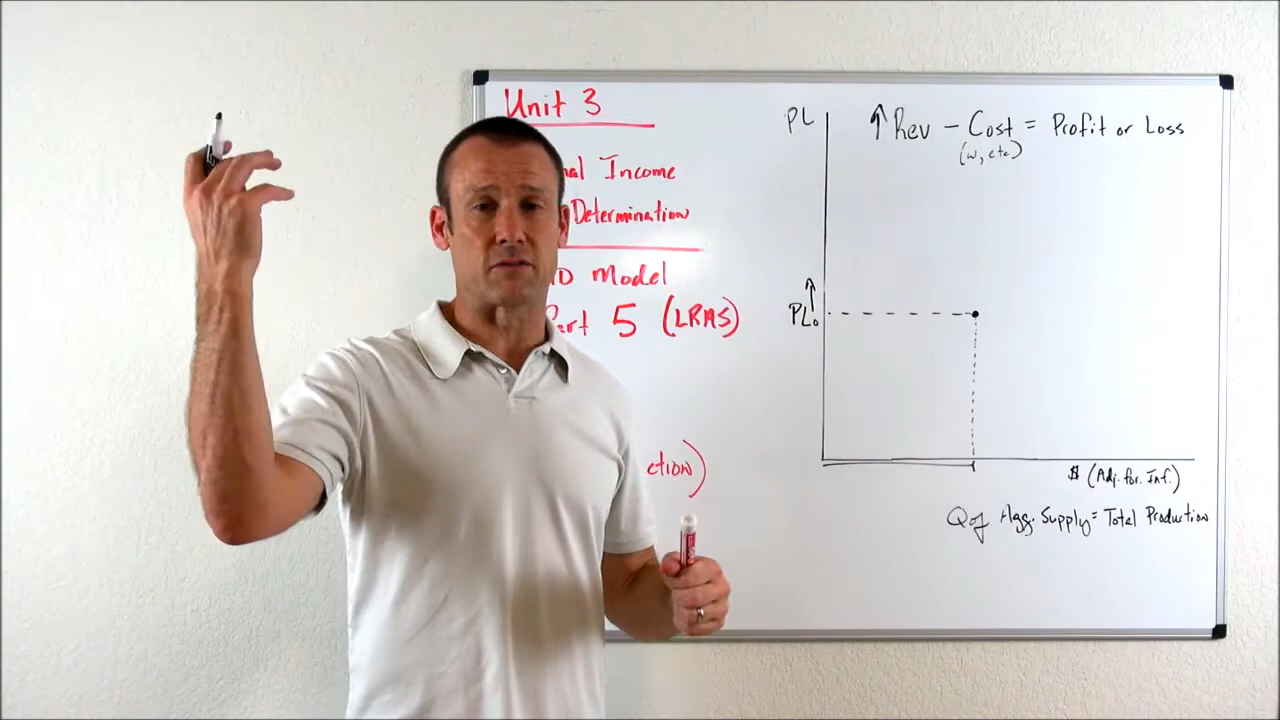 Unit 3
Income
Determination
Model
5 (LRAS)
PL
↑ Rev – Cost = Profit or Loss
(w, etc)
PL₀
$ (Adj. for. Inf.)
Q of Agg. Supply = Total Production